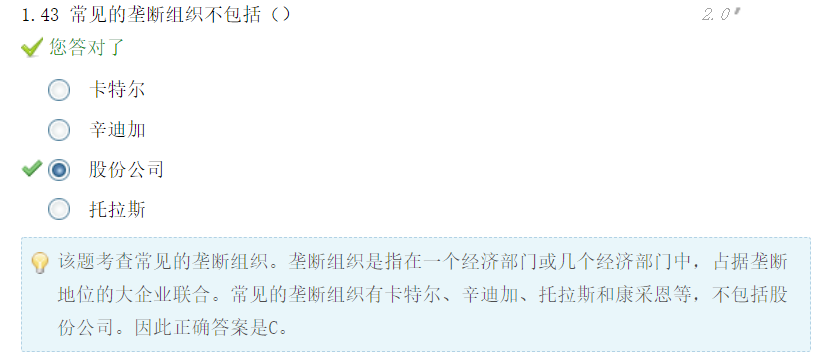 1.43 常见的垄断组织不包括（） 2.0
您答对了
卡特尔
辛迪加
股份公司
托拉斯
该题考查常见的垄断组织。垄断组织是指在一个经济部门或几个经济部门中，占据垄断
地位的大企业联合。常见的垄断组织有卡特尔、辛迪加、托拉斯和康采恩等，不包括股
份公司。因此正确答案是C。